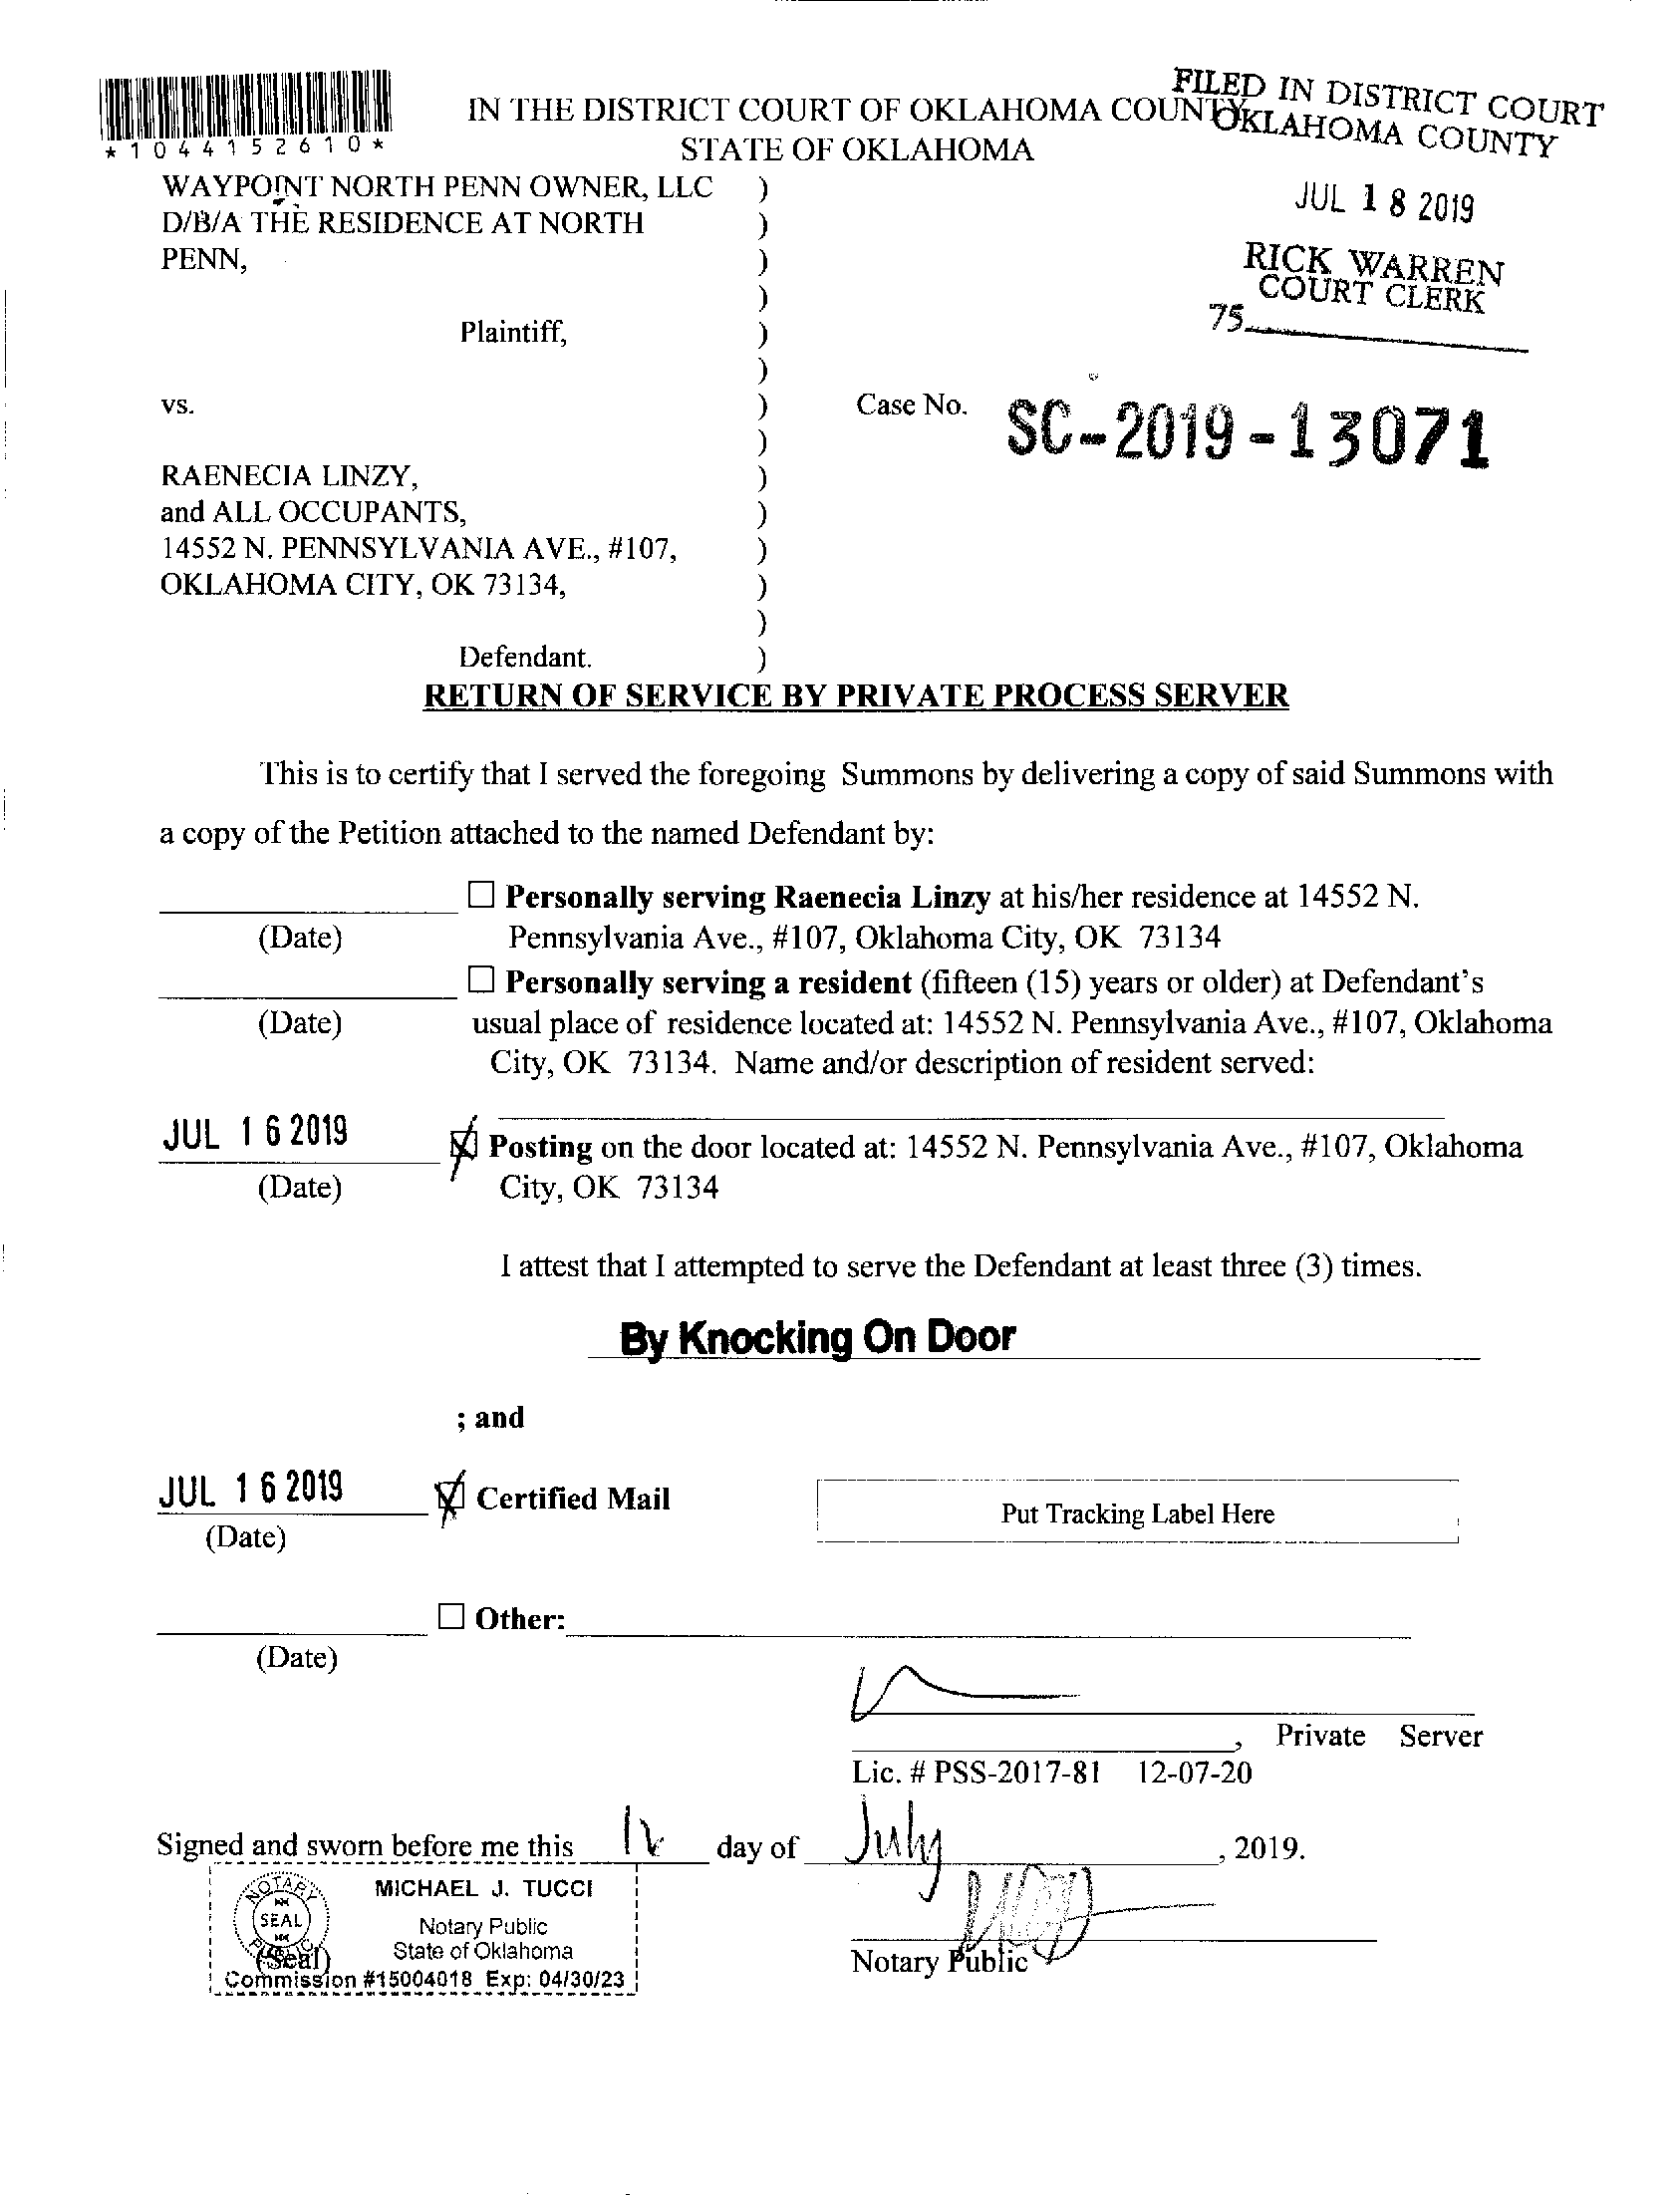 IN THE DISTRICT COURT OF OKLAHOMA COUNTY
STATE OF OKLAHOMA
FILED IN DISTRICT COURT
OKLAHOMA COUNTY
JUL 18 2019
RICK WARREN
COURT CLERK
75
*1044152610*
WAYPOINT NORTH PENN OWNER, LLC )
D/B/A THE RESIDENCE AT NORTH )
PENN, )
)
Plaintiff, )
)
vs. ) Case No. SC-2019-13071
)
RAENECIA LINZY, )
and ALL OCCUPANTS, )
14552 N. PENNSYLVANIA AVE., #107, )
OKLAHOMA CITY, OK 73134, )
)
Defendant. )
RETURN OF SERVICE BY PRIVATE PROCESS SERVER
This is to certify that I served the foregoing Summons by delivering a copy of said Summons with
a copy of the Petition attached to the named Defendant by:
☐ Personally serving Raenecia Linzy at his/her residence at 14552 N.
(Date) Pennsylvania Ave., #107, Oklahoma City, OK 73134
☐ Personally serving a resident (fifteen (15) years or older) at Defendant's
(Date) usual place of residence located at: 14552 N. Pennsylvania Ave., #107, Oklahoma
City, OK 73134. Name and/or description of resident served:
JUL 16 2019 ☒ Posting on the door located at: 14552 N. Pennsylvania Ave., #107, Oklahoma
(Date) City, OK 73134
I attest that I attempted to serve the Defendant at least three (3) times.
By Knocking On Door
; and
JUL 16 2019 ☒ Certified Mail Put Tracking Label Here
(Date)
☐ Other:
(Date)
, Private Server
Lic. # PSS-2017-81 12-07-20
Signed and sworn before me this day of July, 2019.
NOTARY
SEAL
PUBLIC
(Seal)
MICHAEL J. TUCCI
Notary Public
State of Oklahoma
Commission #15004018 Exp: 04/30/23
Notary Public